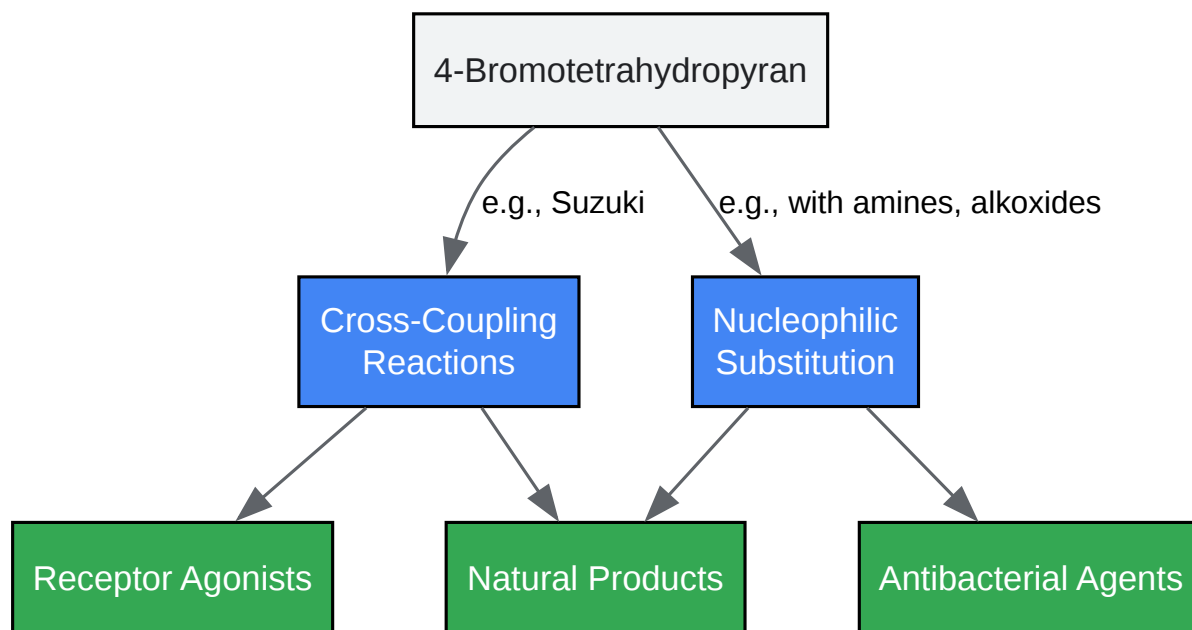 4-Bromotetrahydropyran
e.g., Suzuki
e.g., with amines, alkoxides
Cross-Coupling
Reactions
Nucleophilic
Substitution
Receptor Agonists
Natural Products
Antibacterial Agents